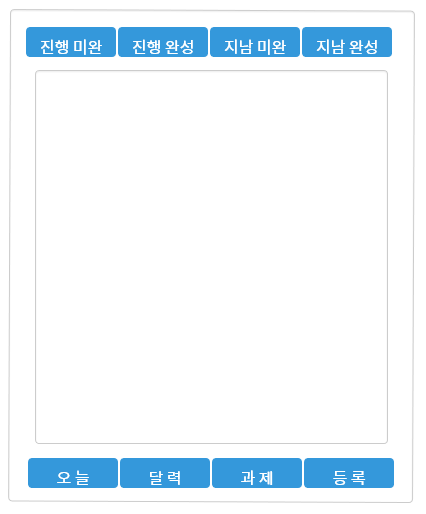 진행 미완 진행 완성 지남 미완 지남 완성
오 늘 달 력 과 제 등 록